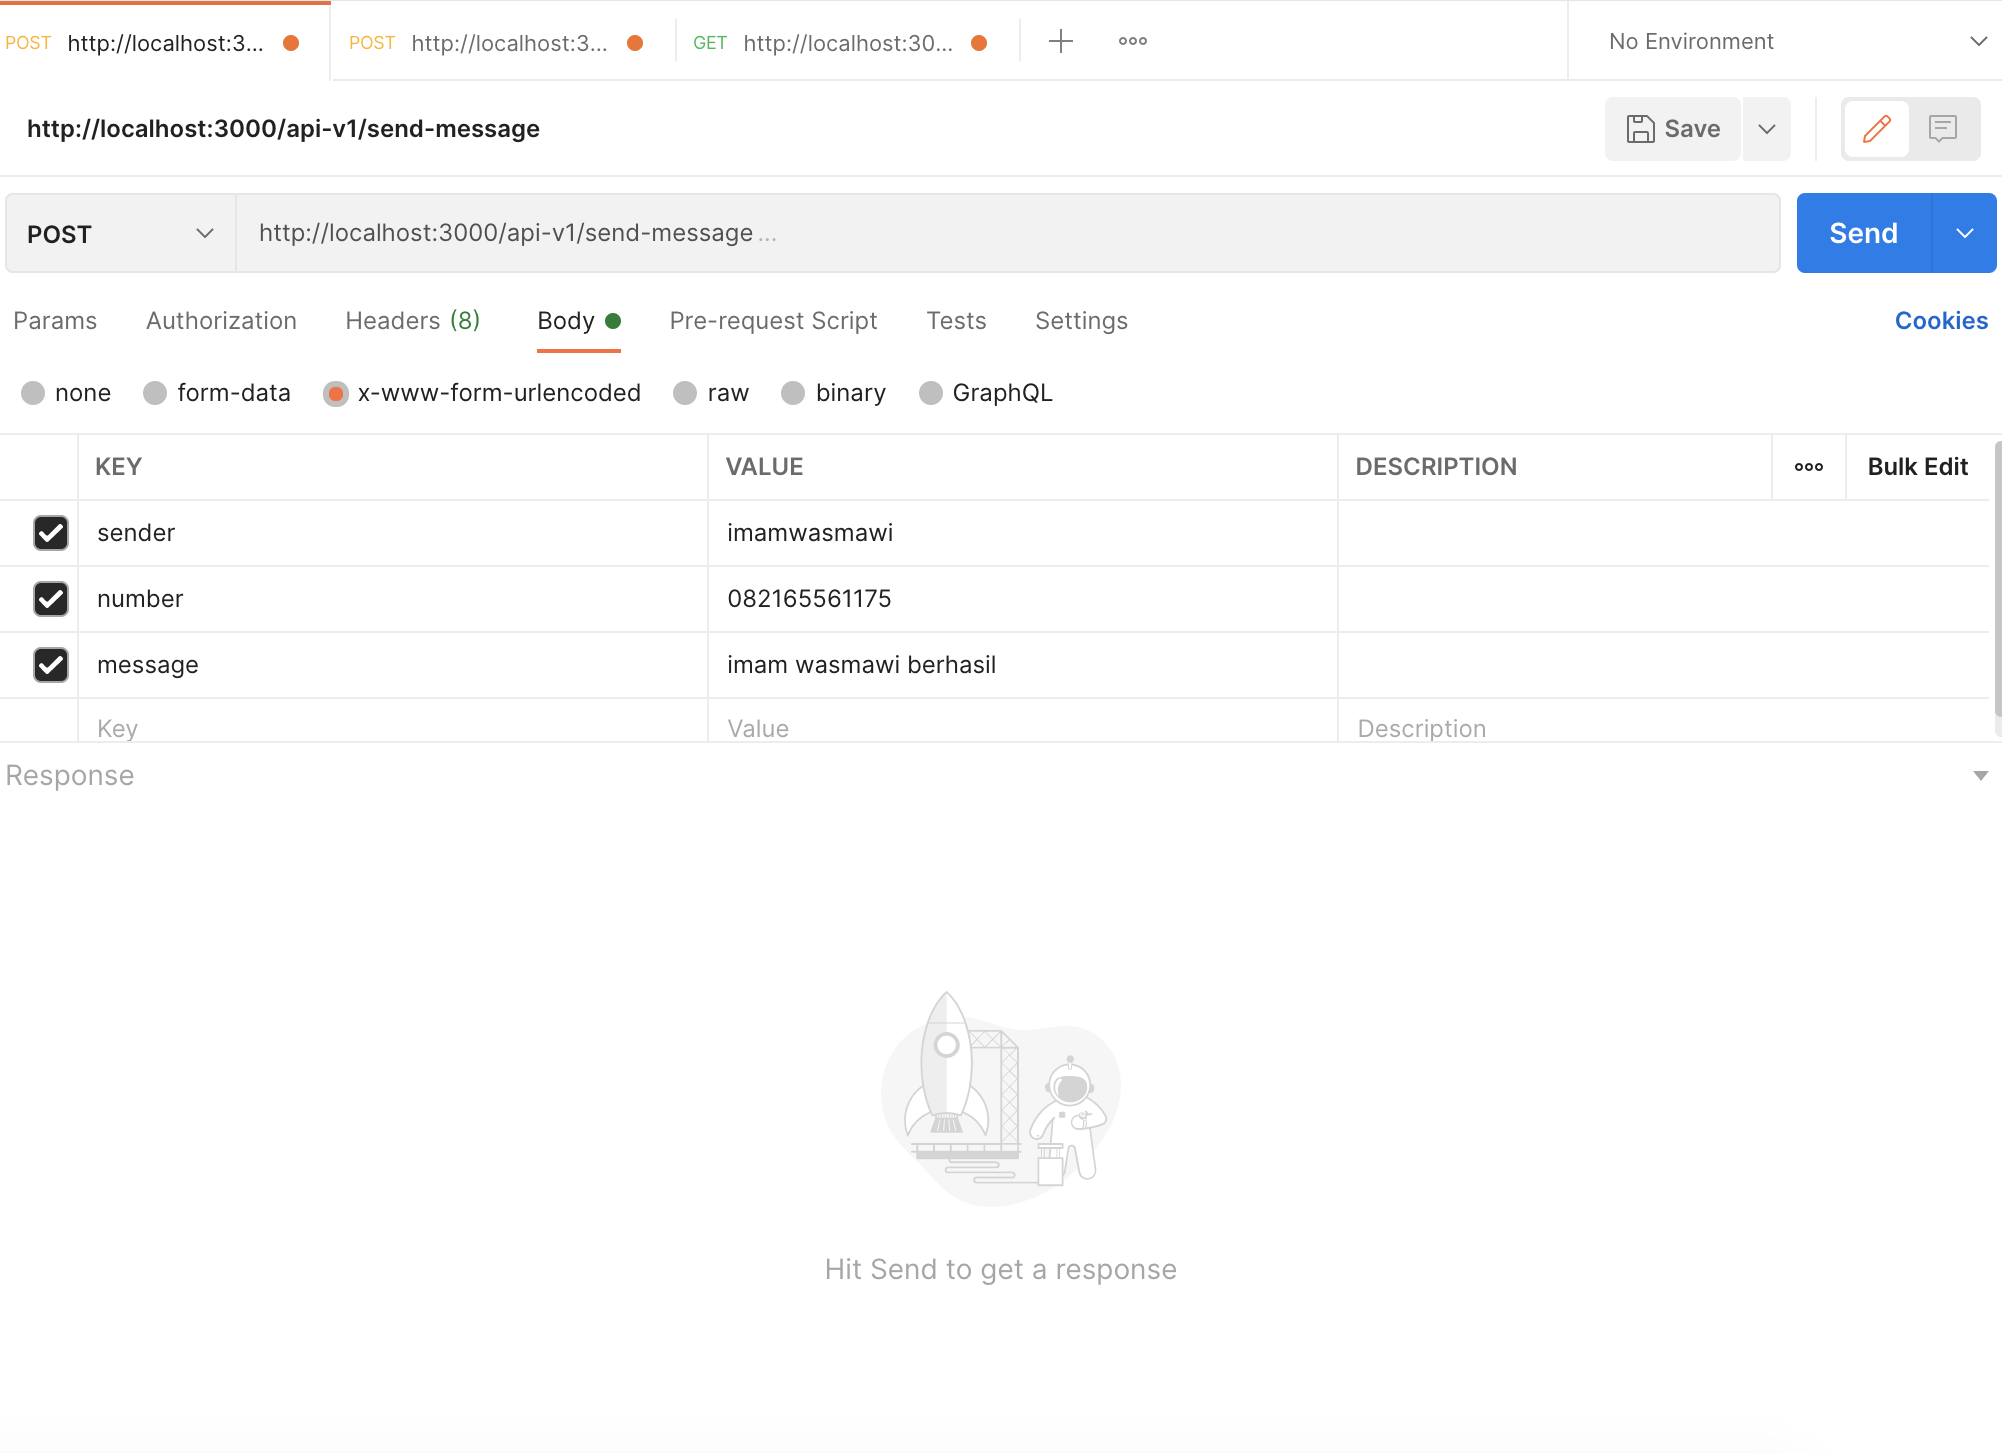 POST http://localhost:3... POST http://localhost:3... GET http://localhost:30... No Environment
http://localhost:3000/api-v1/send-message Save
POST http://localhost:3000/api-v1/send-message ... Send
Params Authorization Headers (8) Body Pre-request Script Tests Settings Cookies
none form-data x-www-form-urlencoded raw binary GraphQL
KEY VALUE DESCRIPTION Bulk Edit
sender imamwasmawi
number 082165561175
message imam wasmawi berhasil
Key Value Description
Response
Hit Send to get a response